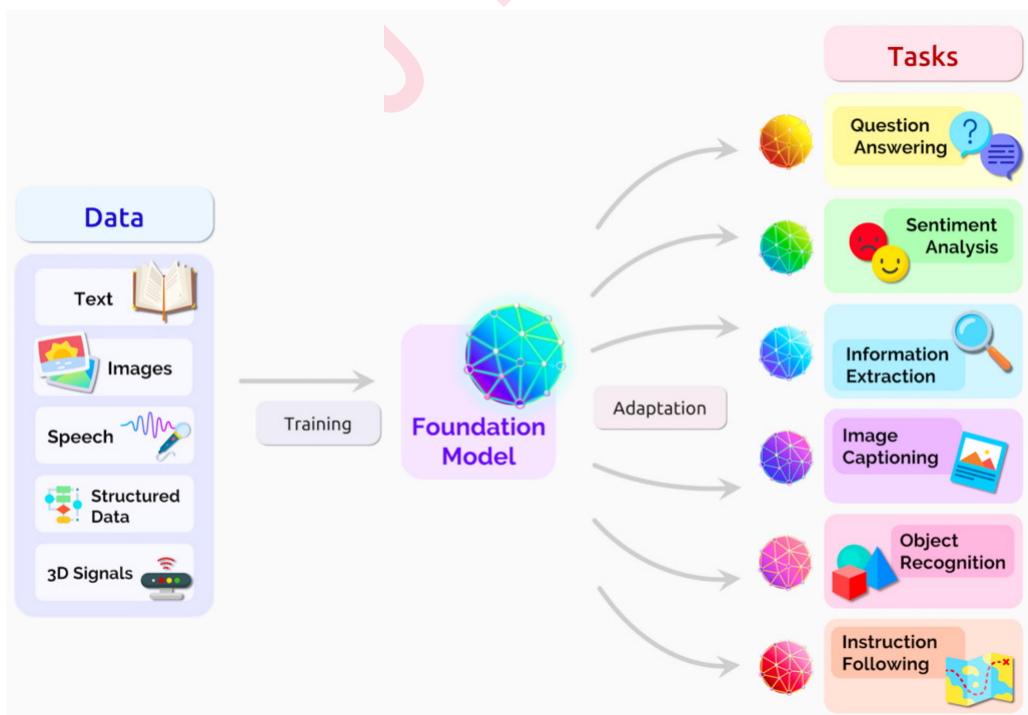 Data
Text
Images
Speech
Structured
Data
3D Signals
Training
Foundation
Model
Adaptation
Tasks
Question
Answering
?
Sentiment
Analysis
Information
Extraction
Image
Captioning
Object
Recognition
Instruction
Following